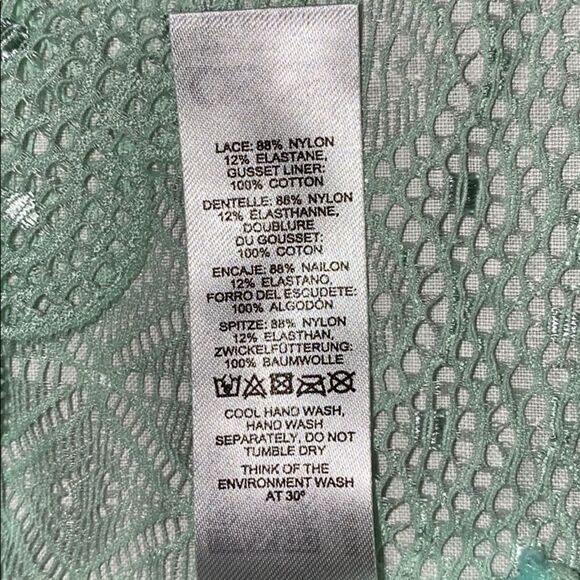 LACE: 88% NYLON
12% ELASTANE,
GUSSET LINER:
100% COTTON
DENTELLE: 88% NYLON
12% ÉLASTHANNE,
DOUBLURE
DU GOUSSET:
100% COTON
ENCAJE: 88% NAILON
12% ELASTANO,
FORRO DEL ESCUDETE:
100% ALGODÓN
SPITZE: 88% NYLON
12% ELASTHAN,
ZWICKELFÜTTERUNG:
100% BAUMWOLLE
COOL HAND WASH,
HAND WASH
SEPARATELY, DO NOT
TUMBLE DRY
THINK OF THE
ENVIRONMENT WASH
AT 30º